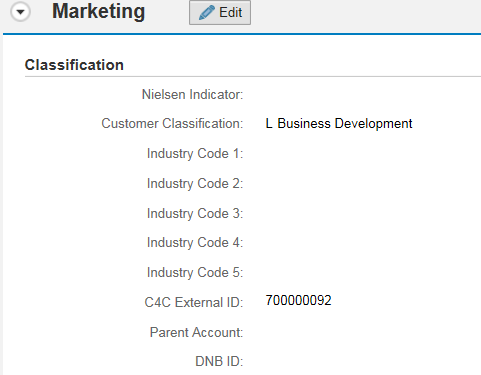 Marketing Edit
Classification
Nielsen Indicator:
Customer Classification: L Business Development
Industry Code 1:
Industry Code 2:
Industry Code 3:
Industry Code 4:
Industry Code 5:
C4C External ID: 700000092
Parent Account:
DNB ID: